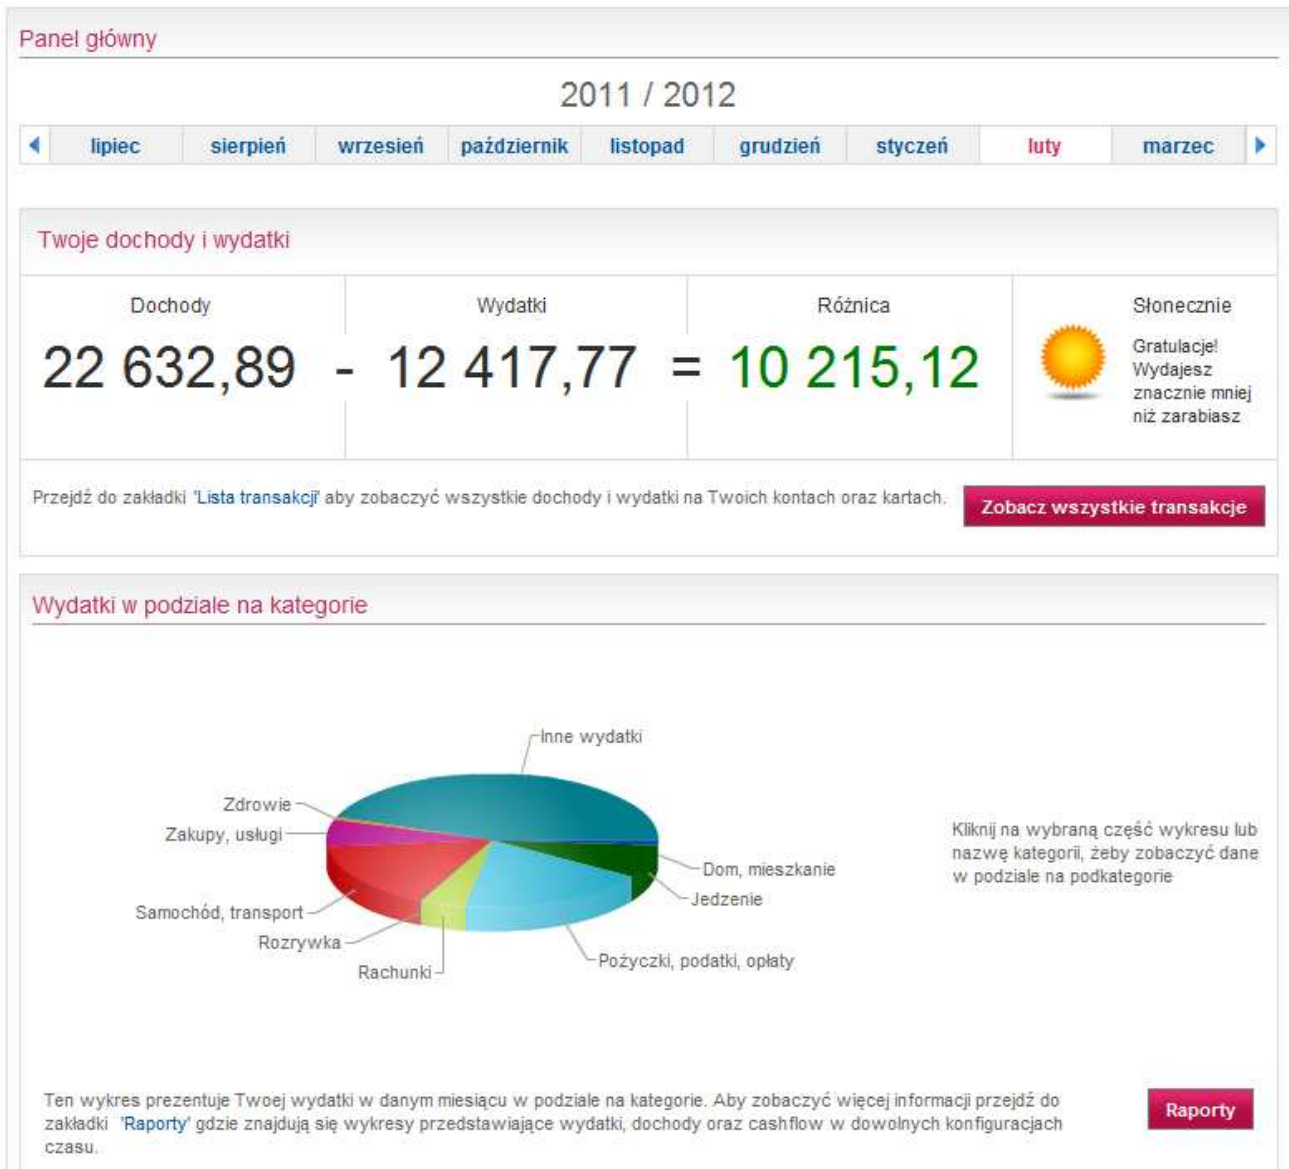 Panel główny
2011 / 2012
lipiec sierpień wrzesień październik listopad grudzień styczeń luty marzec
Twoje dochody i wydatki
Dochody Wydatki Różnica Słonecznie
22 632,89 - 12 417,77 = 10 215,12
Gratulacje!
Wydajesz
znacznie mniej
niż zarabiasz
Przejdź do zakładki 'Lista transakcji' aby zobaczyć wszystkie dochody i wydatki na Twoich kontach oraz kartach.
Zobacz wszystkie transakcje
Wydatki w podziale na kategorie
Inne wydatki
Zdrowie
Zakupy, usługi
Samochód, transport
Rozrywka
Rachunki
Dom, mieszkanie
Jedzenie
Pożyczki, podatki, opłaty
Kliknij na wybraną część wykresu lub
nazwę kategorii, żeby zobaczyć dane
w podziale na podkategorie
Ten wykres prezentuje Twoej wydatki w danym miesiącu w podziale na kategorie. Aby zobaczyć więcej informacji przejdź do
zakładki 'Raporty' gdzie znajdują się wykresy przedstawiające wydatki, dochody oraz cashflow w dowolnych konfiguracjach
czasu.
Raporty